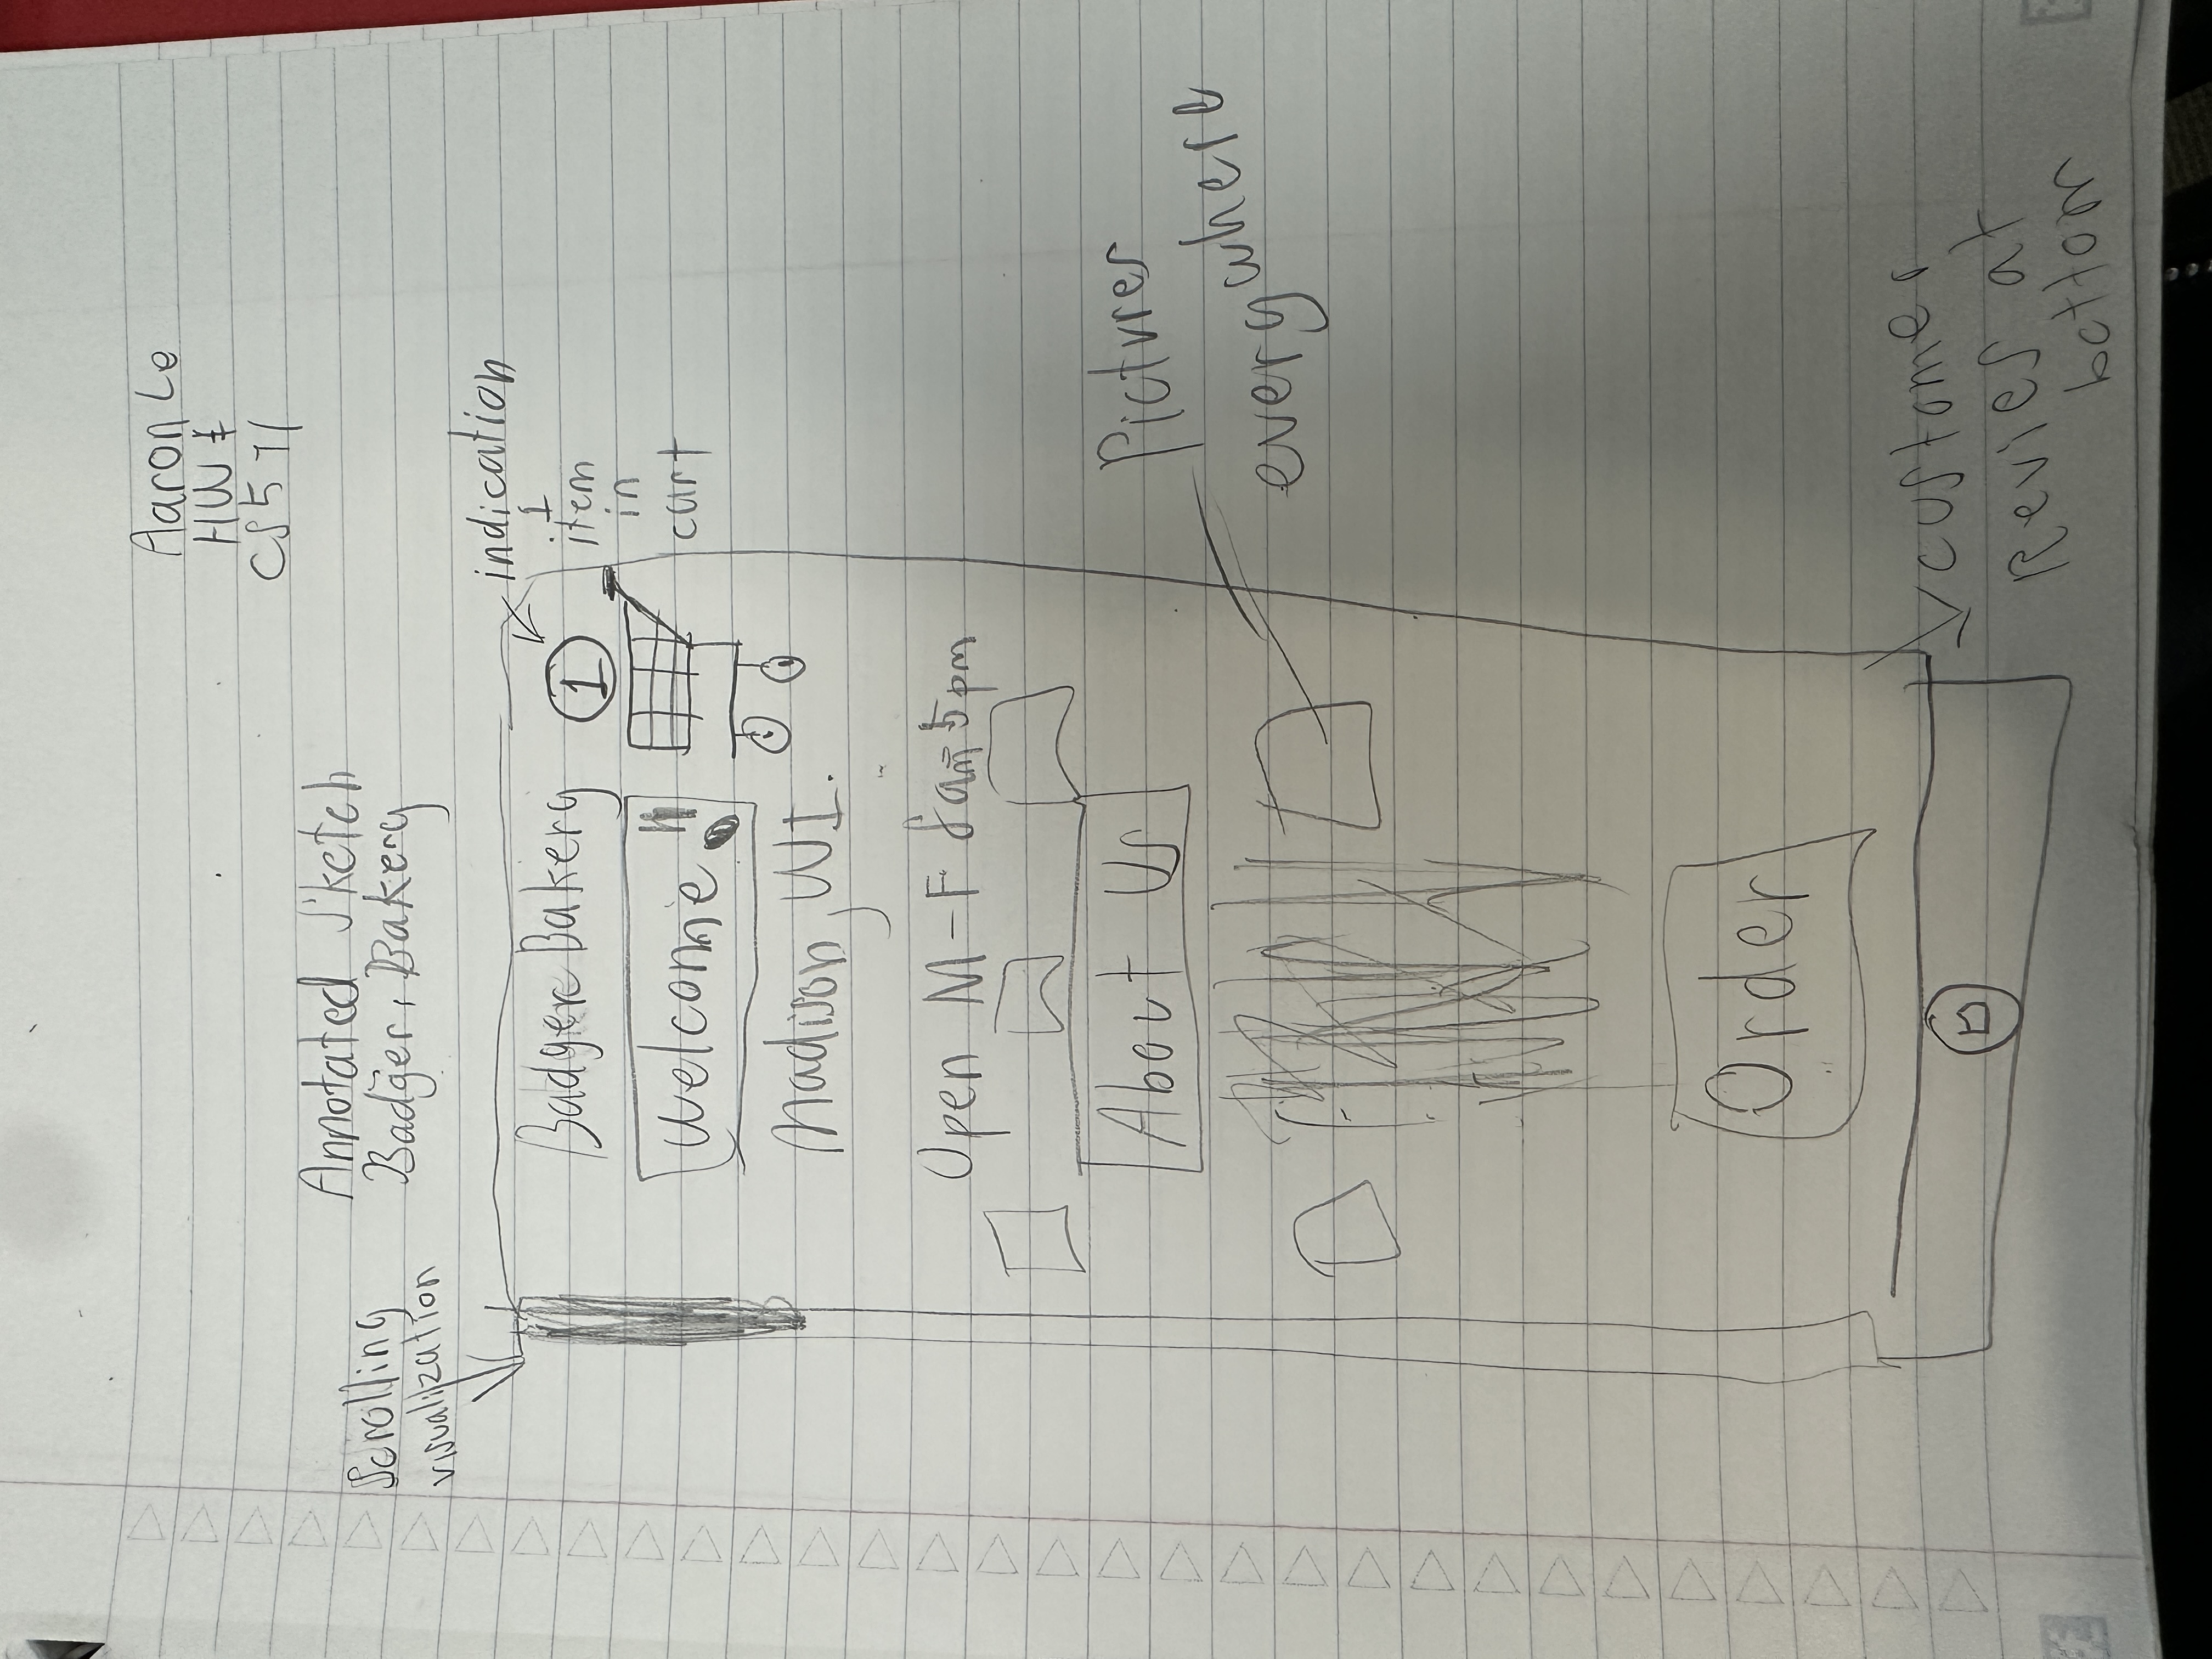 Aaron Le
HW
CS571
Annotated Sketch
Badger Bakery
Scrolling
visualization
indication
1
item
in
cart
Badger Bakery
1
Welcome!!
Madison, WI.
Open M-F 8am-5pm
About Us
Pictures
everywhere
Order
customer
Revies at
bottom